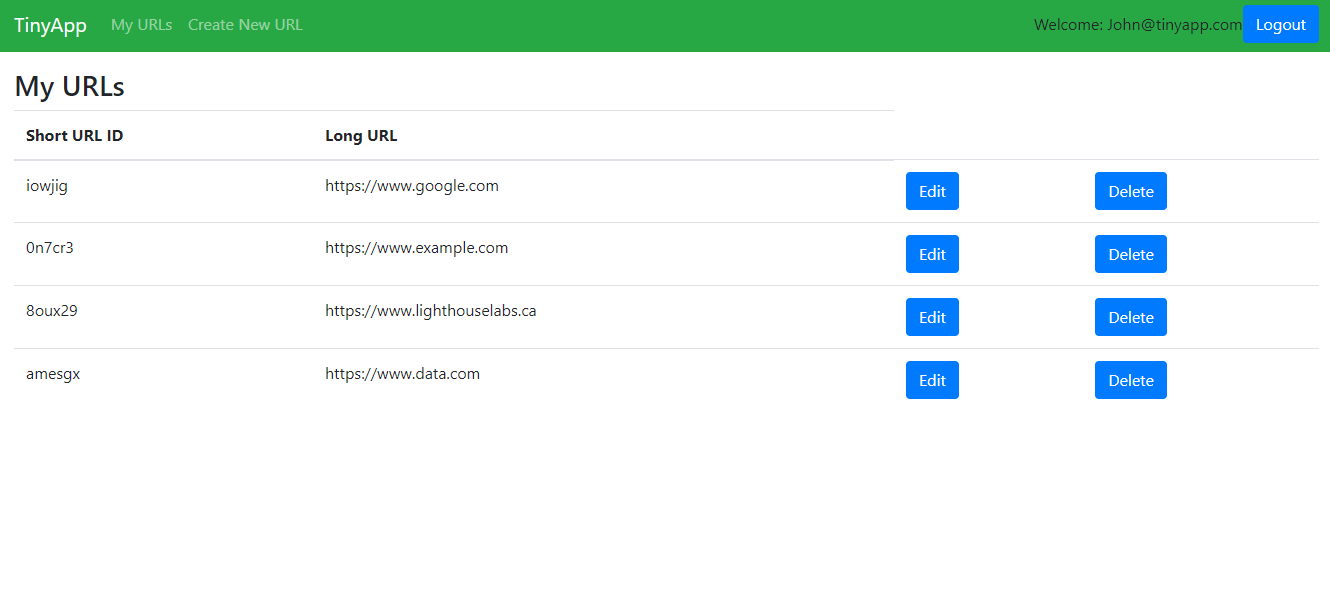 TinyApp My URLs Create New URL Welcome: John@tinyapp.com Logout
My URLs
Short URL ID Long URL
iowjig https://www.google.com Edit Delete
0n7cr3 https://www.example.com Edit Delete
8oux29 https://www.lighthouselabs.ca Edit Delete
amesgx https://www.data.com Edit Delete